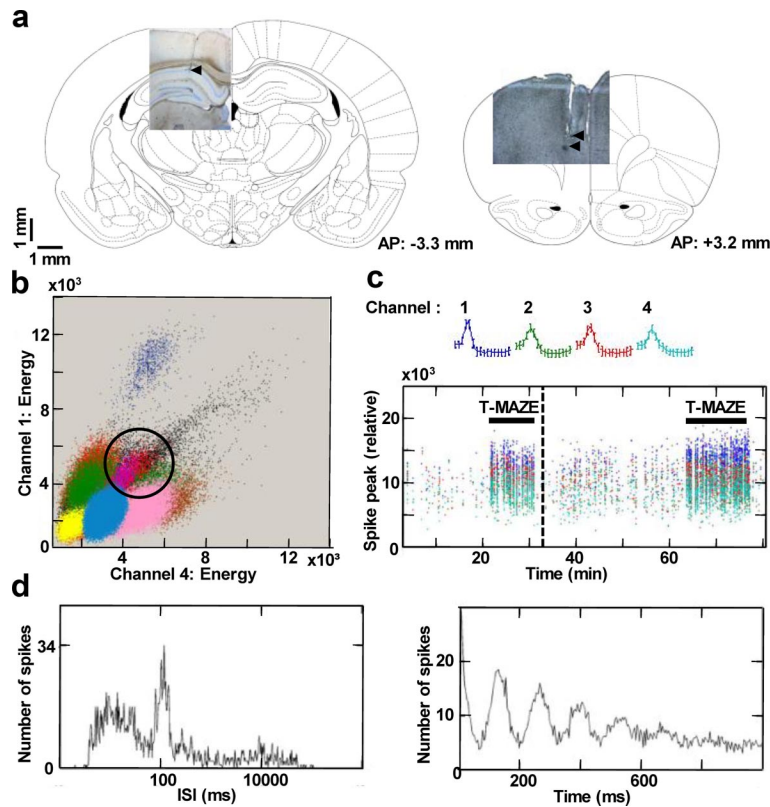 a
1 mm
1 mm
AP: -3.3 mm
AP: +3.2 mm
b
x10³
Channel 1: Energy
12
8
4
0
4
8
12
x10³
Channel 4: Energy
c
Channel :
1
2
3
4
x10³
Spike peak (relative)
20
10
0
T-MAZE
T-MAZE
20
40
60
80
Time (min)
d
Number of spikes
34
0
100
10000
ISI (ms)
Number of spikes
20
10
0
200
600
Time (ms)